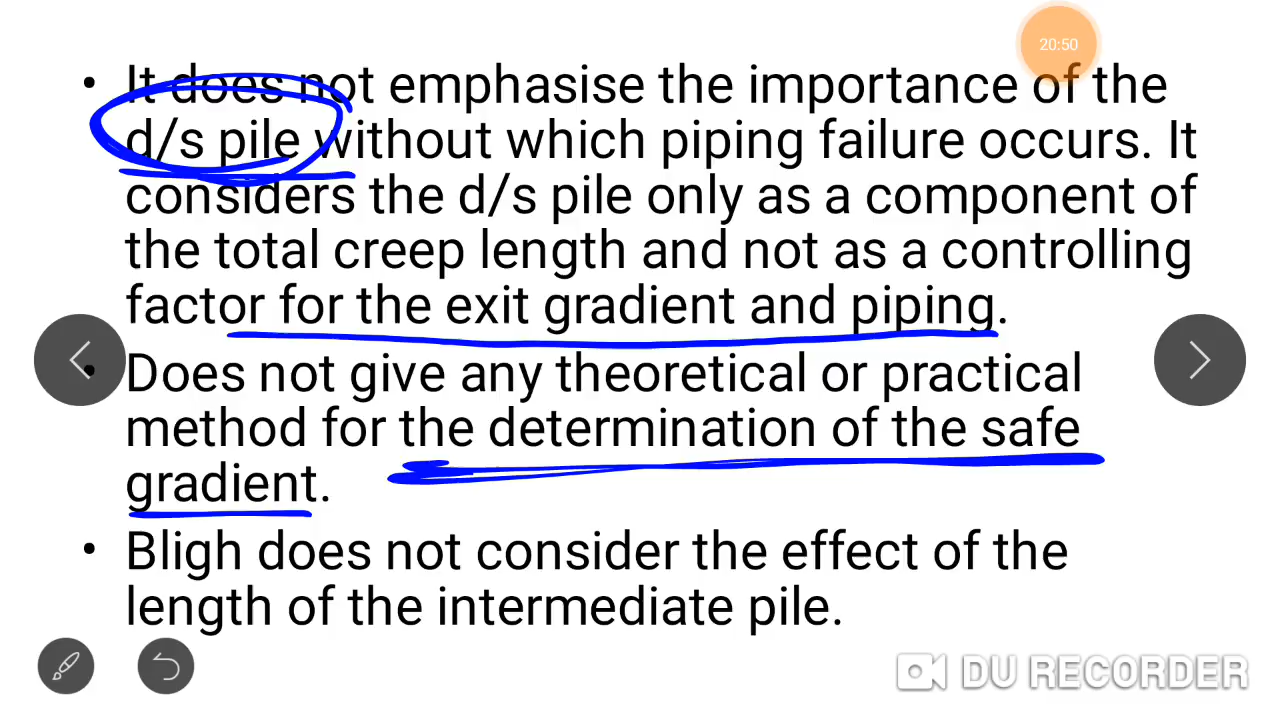 20:50
• It does not emphasise the importance of the
d/s pile without which piping failure occurs. It
considers the d/s pile only as a component of
the total creep length and not as a controlling
factor for the exit gradient and piping.
• Does not give any theoretical or practical
method for the determination of the safe
gradient.
• Bligh does not consider the effect of the
length of the intermediate pile.
DU RECORDER